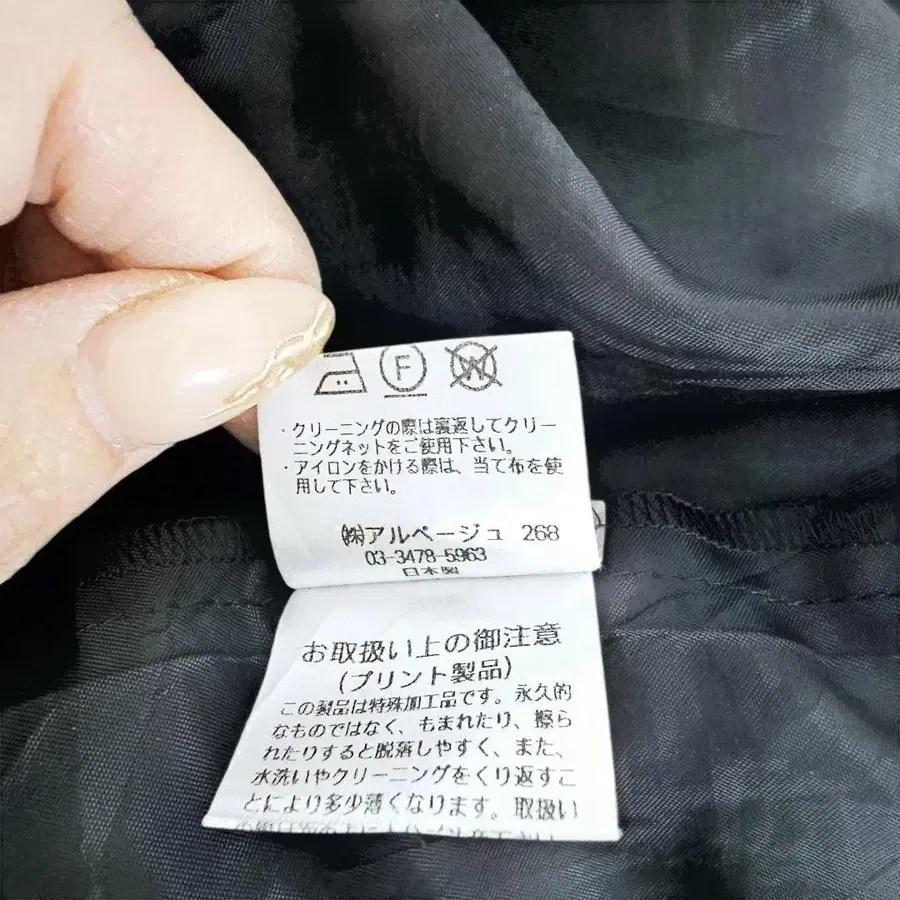 F W
・クリーニングの際は裏返してクリー
ニングネットをご使用下さい。
・アイロンをかける際は、当て布を使
用して下さい。
㈱アルページュ 268
03-3478-5963
日本製
お取扱い上の御注意
(プリント製品)
この製品は特殊加工品です。永久的
なものではなく、もまれたり、擦ら
れたりすると脱落しやすく、また、
水洗いやクリーニングをくり返すこ
とにより多少薄くなります。取扱い